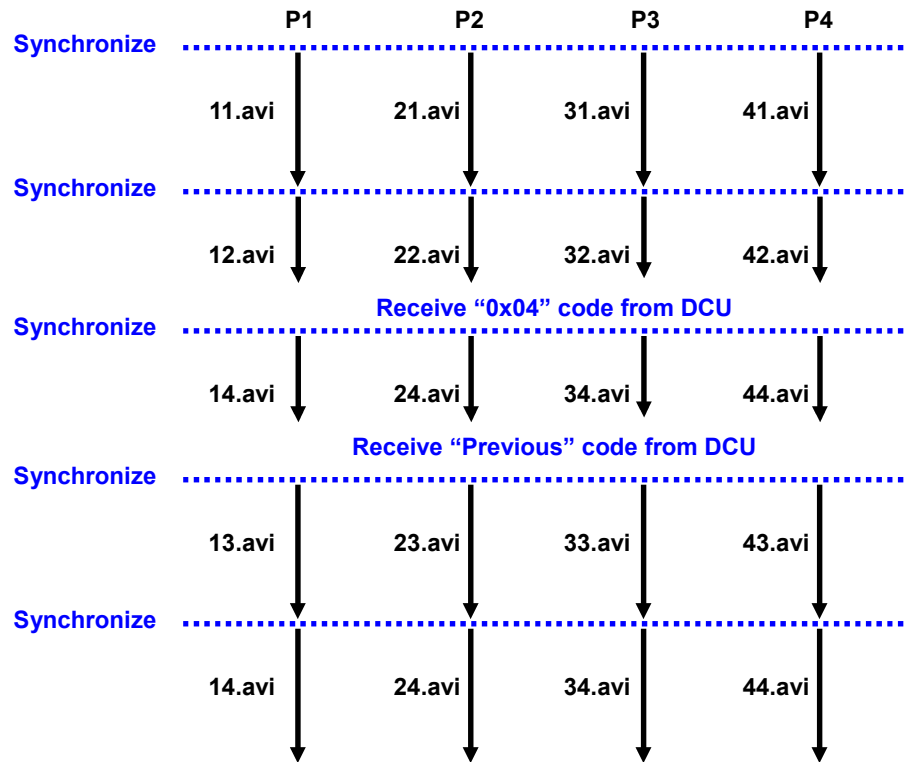 P1 P2 P3 P4
Synchronize
11.avi 21.avi 31.avi 41.avi
Synchronize
12.avi 22.avi 32.avi 42.avi
Receive “0x04” code from DCU
Synchronize
14.avi 24.avi 34.avi 44.avi
Receive “Previous” code from DCU
Synchronize
13.avi 23.avi 33.avi 43.avi
Synchronize
14.avi 24.avi 34.avi 44.avi